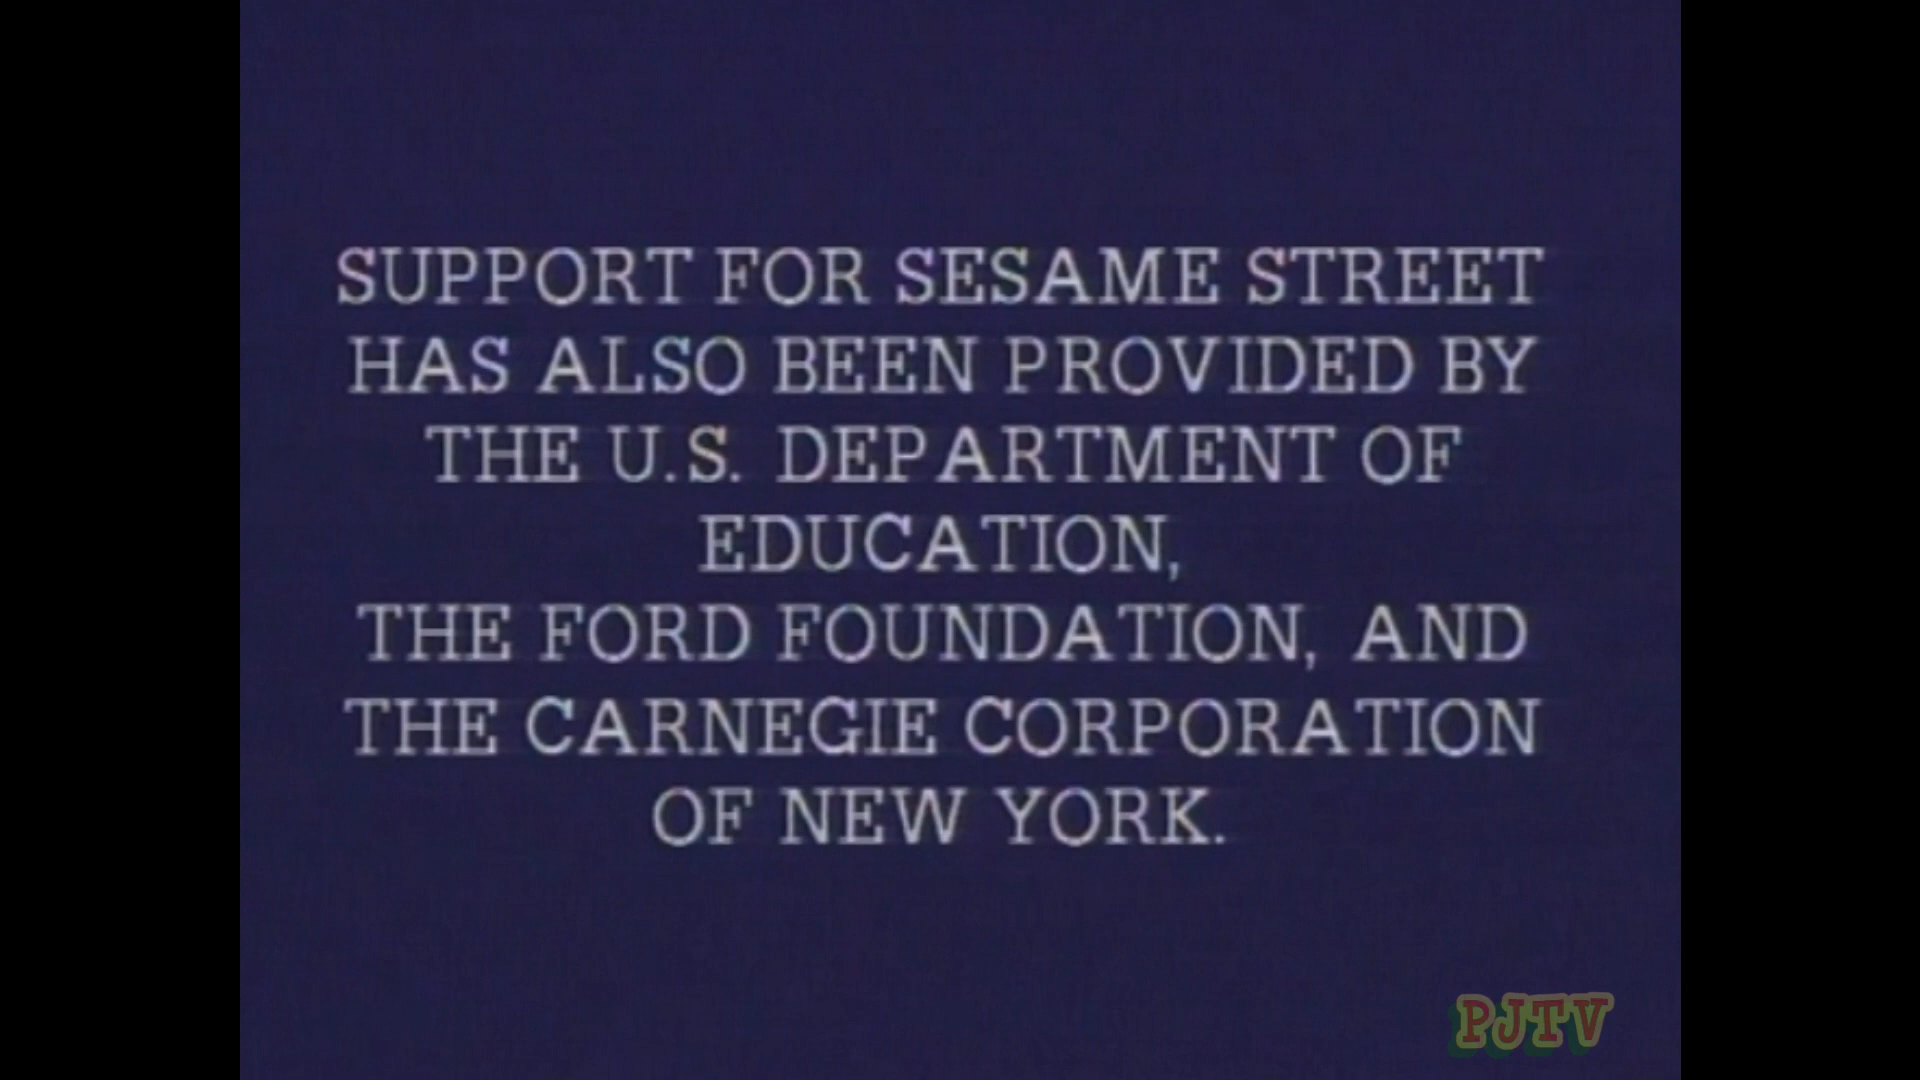 SUPPORT FOR SESAME STREET
HAS ALSO BEEN PROVIDED BY
THE U.S. DEPARTMENT OF
EDUCATION,
THE FORD FOUNDATION, AND
THE CARNEGIE CORPORATION
OF NEW YORK.
PJTV